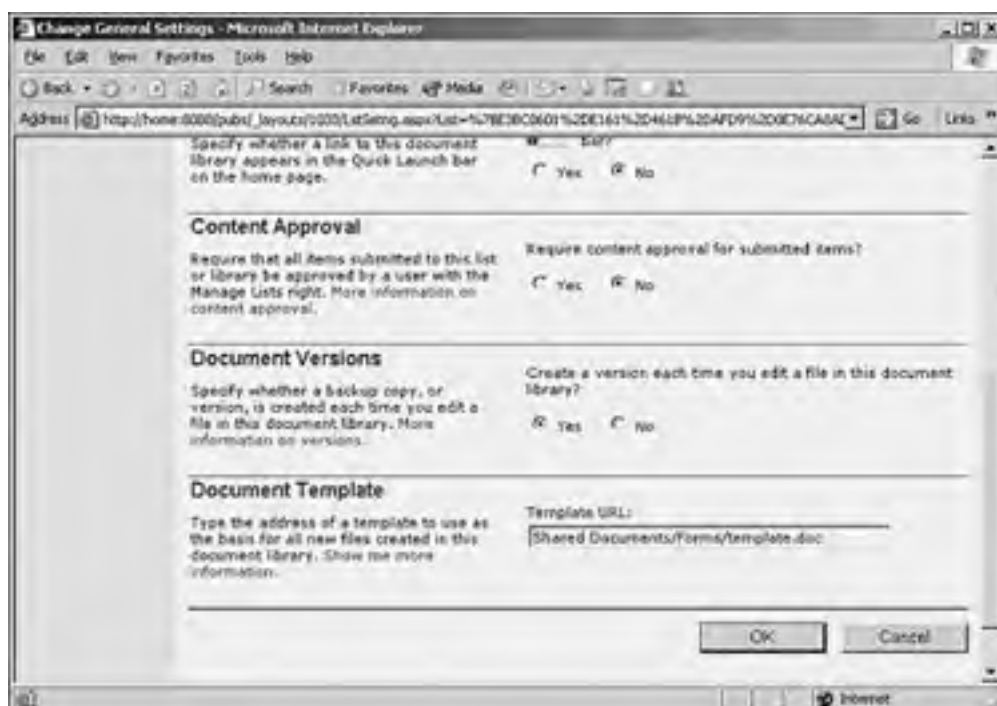 Change General Settings - Microsoft Internet Explorer
File Edit View Favorites Tools Help
Back Search Favorites Media
Address Go Links
Specify whether a link to this document
library appears in the Quick Launch bar
on the home page.
bar?
Yes No
Content Approval
Require that all items submitted to this list
or library be approved by a user with the
Manage Lists right. More information on
content approval.
Require content approval for submitted items?
Yes No
Document Versions
Specify whether a backup copy, or
version, is created each time you edit a
file in this document library. More
information on versions.
Create a version each time you edit a file in this document
library?
Yes No
Document Template
Type the address of a template to use as
the basis for all new files created in this
document library. Show me more
information.
Template URL:
Shared Documents/Forms/template.doc
OK Cancel
Internet